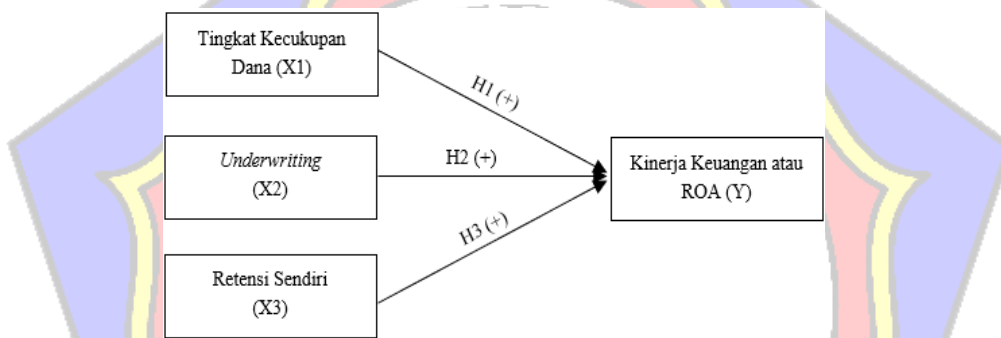 Tingkat Kecukupan
Dana (X1)
H1 (+)
Underwriting
(X2)
H2 (+)
Kinerja Keuangan atau
ROA (Y)
H3 (+)
Retensi Sendiri
(X3)